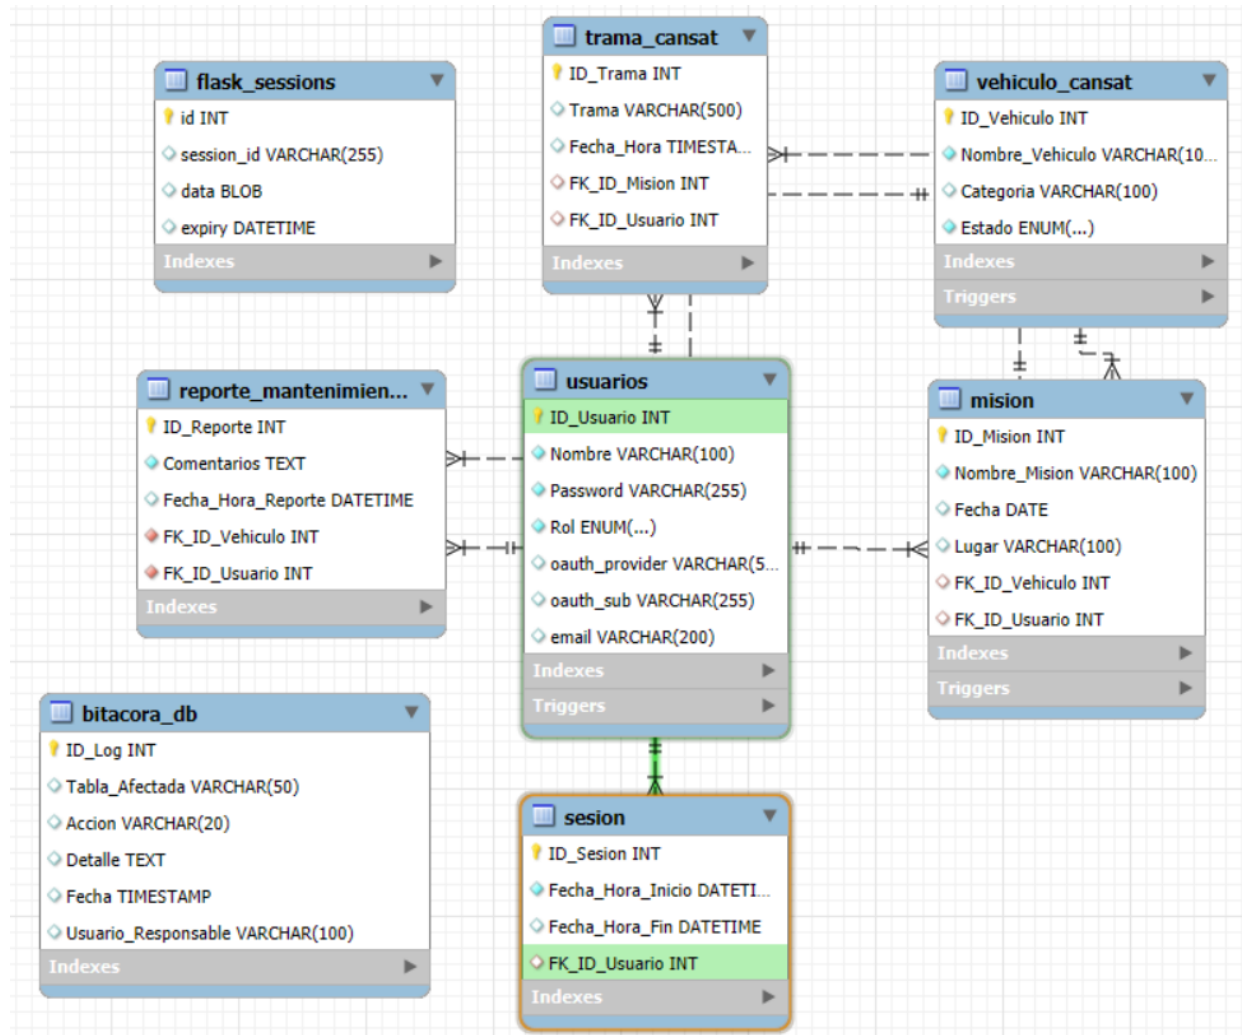 flask_sessions
id INT
session_id VARCHAR(255)
data BLOB
expiry DATETIME
Indexes
trama_cansat
ID_Trama INT
Trama VARCHAR(500)
Fecha_Hora TIMESTA...
FK_ID_Mision INT
FK_ID_Usuario INT
Indexes
vehiculo_cansat
ID_Vehiculo INT
Nombre_Vehiculo VARCHAR(10...
Categoria VARCHAR(100)
Estado ENUM(...)
Indexes
Triggers
reporte_mantenimien...
ID_Reporte INT
Comentarios TEXT
Fecha_Hora_Reporte DATETIME
FK_ID_Vehiculo INT
FK_ID_Usuario INT
Indexes
usuarios
ID_Usuario INT
Nombre VARCHAR(100)
Password VARCHAR(255)
Rol ENUM(...)
oauth_provider VARCHAR(5...
oauth_sub VARCHAR(255)
email VARCHAR(200)
Indexes
Triggers
mision
ID_Mision INT
Nombre_Mision VARCHAR(100)
Fecha DATE
Lugar VARCHAR(100)
FK_ID_Vehiculo INT
FK_ID_Usuario INT
Indexes
Triggers
bitacora_db
ID_Log INT
Tabla_Afectada VARCHAR(50)
Accion VARCHAR(20)
Detalle TEXT
Fecha TIMESTAMP
Usuario_Responsable VARCHAR(100)
Indexes
sesion
ID_Sesion INT
Fecha_Hora_Inicio DATETI...
Fecha_Hora_Fin DATETIME
FK_ID_Usuario INT
Indexes